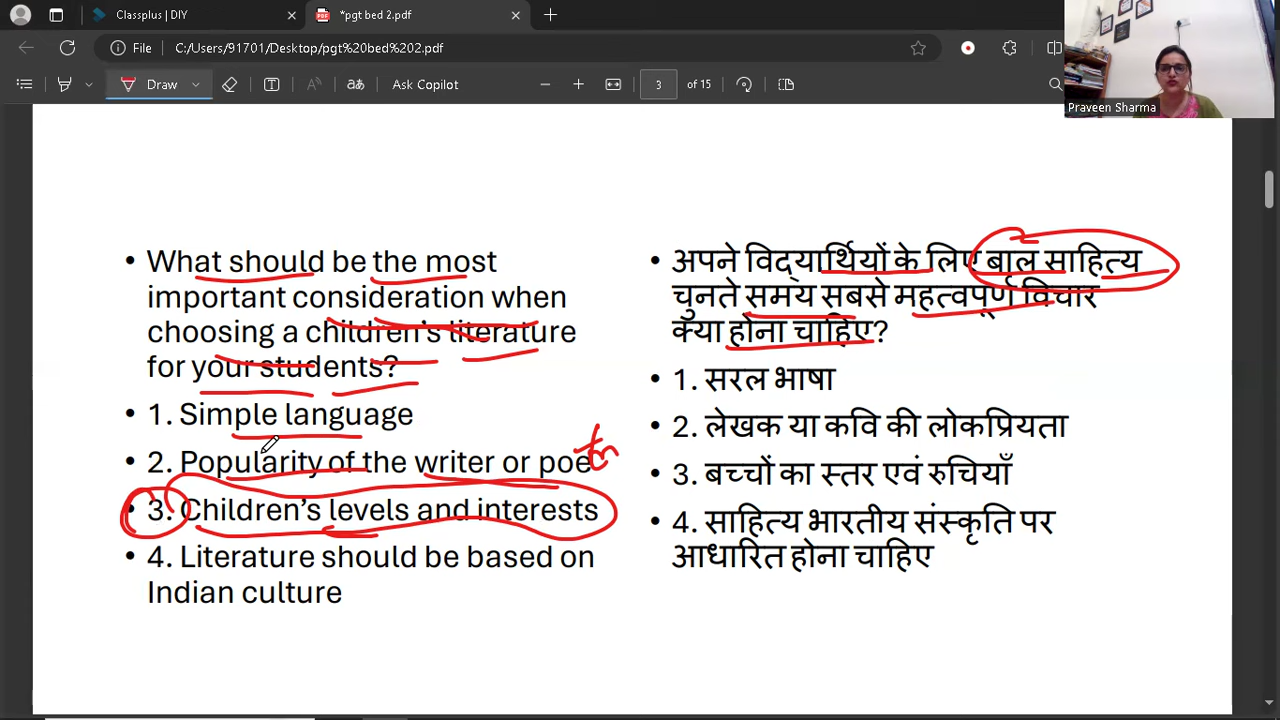 Classplus | DIY
*pgt bed 2.pdf
File
C:/Users/91701/Desktop/pgt%20bed%202.pdf
Draw
Ask Copilot
3
of 15
Praveen Sharma
• What should be the most
important consideration when
choosing a children's literature
for your students?
• 1. Simple language
• 2. Popularity of the writer or poe
• 3. Children's levels and interests
• 4. Literature should be based on
Indian culture
• अपने विद्यार्थियों के लिए बाल साहित्य
चुनते समय सबसे महत्वपूर्ण विचार
क्या होना चाहिए?
• 1. सरल भाषा
• 2. लेखक या कवि की लोकप्रियता
• 3. बच्चों का स्तर एवं रुचियाँ
• 4. साहित्य भारतीय संस्कृति पर
आधारित होना चाहिए